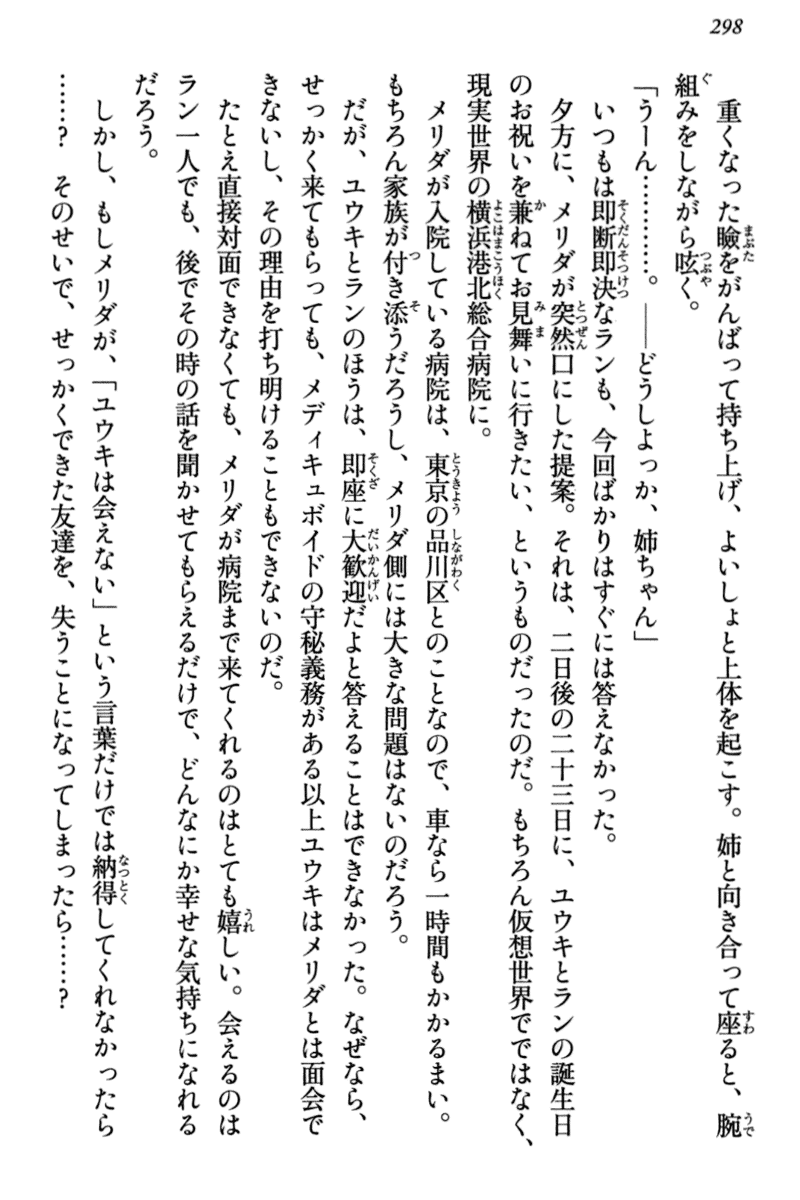 298
重くなった瞼をがんばって持ち上げ、よいしょと上体を起こす。姉と向き合って座ると、腕
組みをしながら呟く。
「うーん…………。――どうしよっか、姉ちゃん」
いつもは即断即決なランも、今回ばかりはすぐには答えなかった。
夕方に、メリダが突然口にした提案。それは、二日後の二十三日に、ユウキとランの誕生日
のお祝いを兼ねてお見舞いに行きたい、というものだったのだ。もちろん仮想世界でではなく、
現実世界の横浜港北総合病院に。
メリダが入院している病院は、東京の品川区とのことなので、車なら一時間もかかるまい。
もちろん家族が付き添うだろうし、メリダ側には大きな問題はないのだろう。
だが、ユウキとランのほうは、即座に大歓迎だよと答えることはできなかった。なぜなら、
せっかく来てもらっても、メディキュボイドの守秘義務がある以上ユウキはメリダとは面会で
きないし、その理由を打ち明けることもできないのだ。
たとえ直接対面できなくても、メリダが病院まで来てくれるのはとても嬉しい。会えるのは
ラン一人でも、後でその時の話を聞かせてもらえるだけで、どんなにか幸せな気持ちになれる
だろう。
しかし、もしメリダが、「ユウキは会えない」という言葉だけでは納得してくれなかったら
……？　そのせいで、せっかくできた友達を、失うことになってしまったら……？